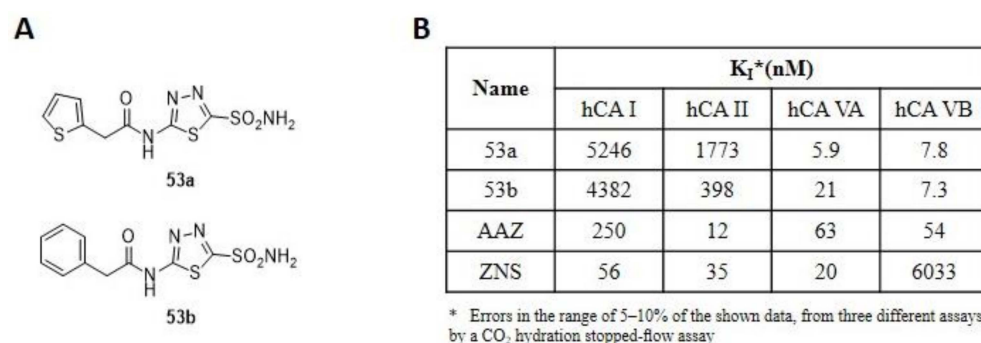 A
B
N N
O
S N H S SO2NH2
53a
N N
O
N H S SO2NH2
53b
Name KI*(nM)
hCA I hCA II hCA VA hCA VB
53a 5246 1773 5.9 7.8
53b 4382 398 21 7.3
AAZ 250 12 63 54
ZNS 56 35 20 6033
* Errors in the range of 5–10% of the shown data, from three different assays,
by a CO2 hydration stopped-flow assay